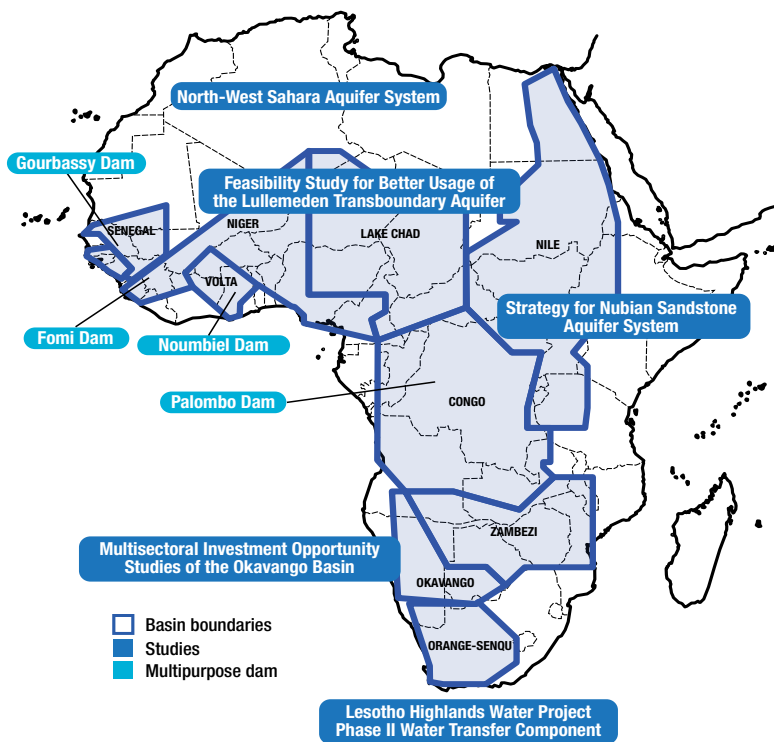 North-West Sahara Aquifer System
Gourbassy Dam
Feasibility Study for Better Usage of
the Lullemeden Transboundary Aquifer
SENEGAL
NIGER
LAKE CHAD
NILE
VOLTA
Strategy for Nubian Sandstone
Aquifer System
Fomi Dam
Noumbiel Dam
Palombo Dam
CONGO
ZAMBEZI
Multisectoral Investment Opportunity
Studies of the Okavango Basin
OKAVANGO
Basin boundaries
Studies
Multipurpose dam
ORANGE-SENQU
Lesotho Highlands Water Project
Phase II Water Transfer Component